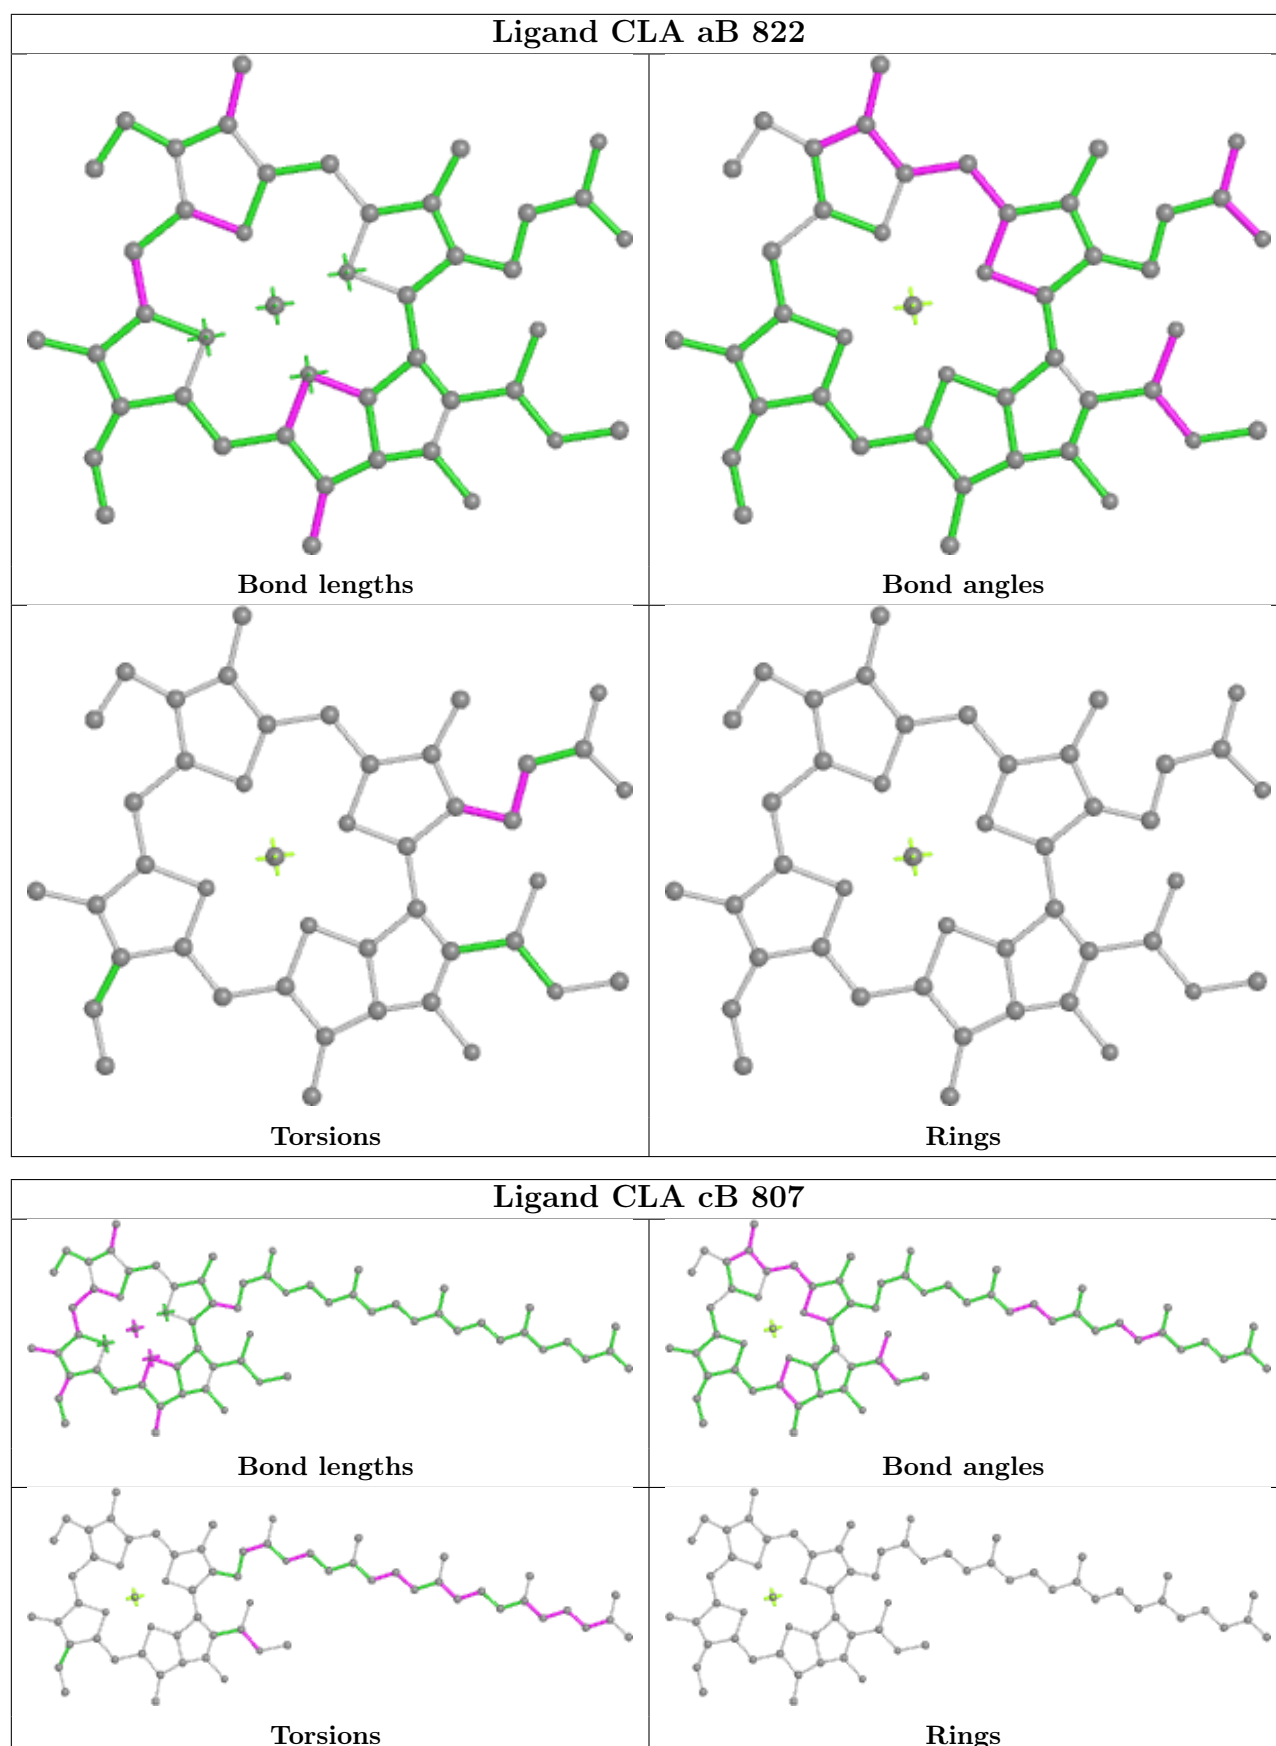 Ligand CLA aB 822
Bond lengths
Bond angles
Torsions
Rings
Ligand CLA cB 807
Bond lengths
Bond angles
Torsions
Rings